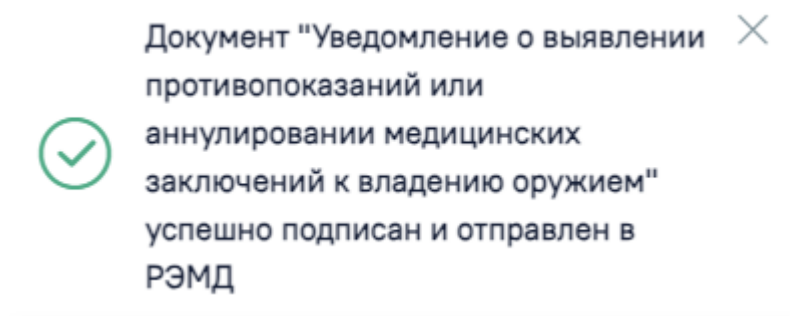 Документ "Уведомление о выявлении
противопоказаний или
аннулировании медицинских
заключений к владению оружием"
успешно подписан и отправлен в
РЭМД